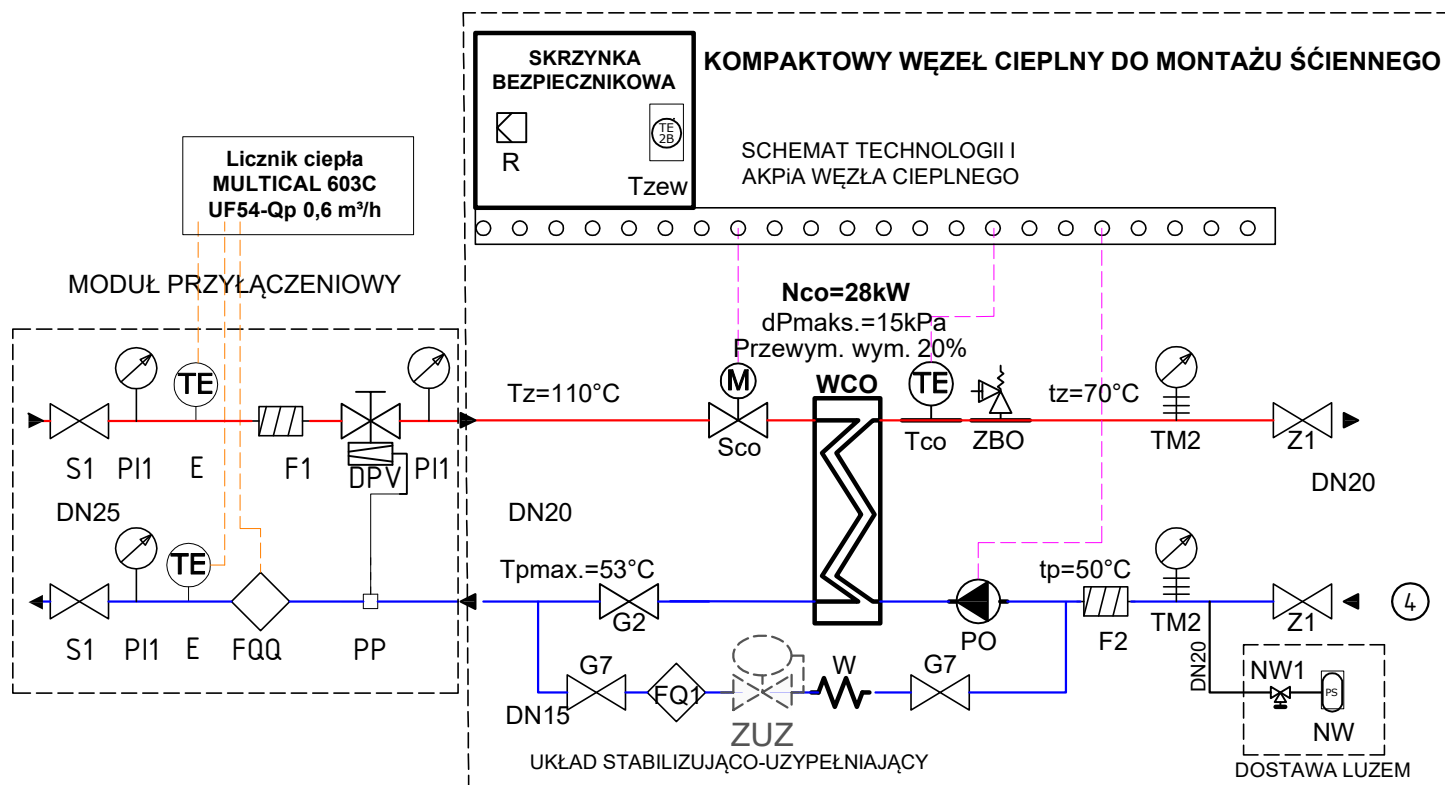 SKRZYNKA
BEZPIECZNIKOWA
KOMPAKTOWY WĘZEŁ CIEPLNY DO MONTAŻU ŚĆIENNEGO
TE
2B
R
Tzew
SCHEMAT TECHNOLOGII I
AKPiA WĘZŁA CIEPLNEGO
Licznik ciepła
MULTICAL 603C
UF54-Qp 0,6 m³/h
MODUŁ PRZYŁĄCZENIOWY
Nco=28kW
dPmaks.=15kPa
Przewym. wym. 20%
TE
Tz=110°C
M
WCO
TE
tz=70°C
S1
PI1
E
F1
DPV
PI1
Sco
Tco
ZBO
TM2
Z1
DN25
DN20
DN20
TE
Tpmax.=53°C
tp=50°C
4
S1
PI1
E
FQQ
PP
G2
PO
F2
TM2
Z1
DN20
G7
FQ1
W
G7
NW1
PS
DN15
ZUZ
NW
UKŁAD STABILIZUJĄCO-UZYPEŁNIAJĄCY
DOSTAWA LUZEM